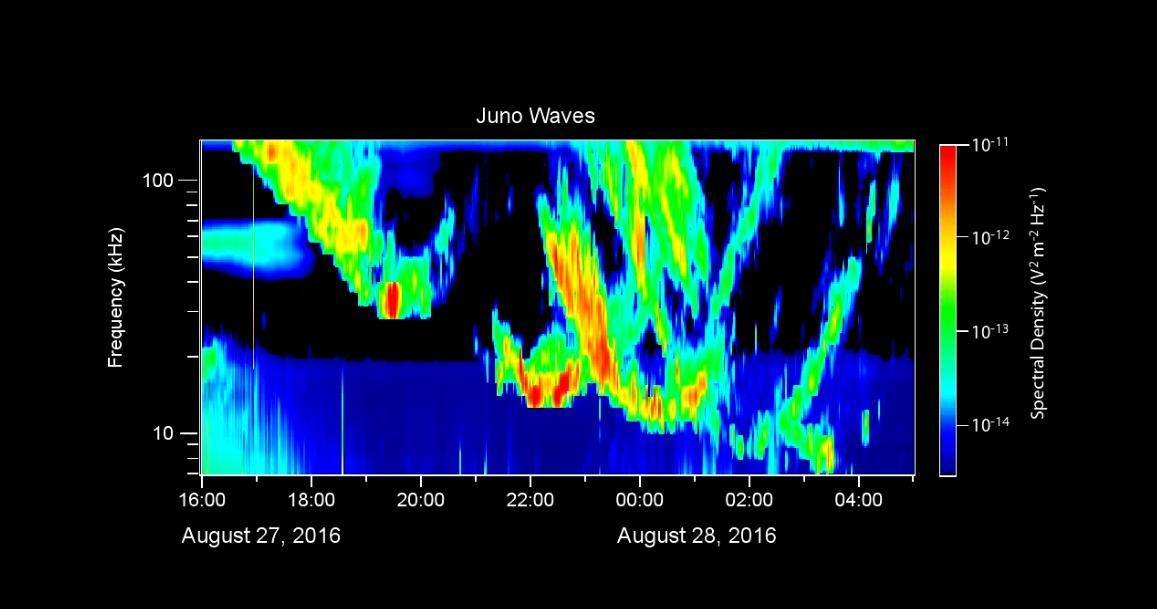 Juno Waves
100
10
Frequency (kHz)
16:00 18:00 20:00 22:00 00:00 02:00 04:00
August 27, 2016 August 28, 2016
10⁻¹¹
10⁻¹²
10⁻¹³
10⁻¹⁴
Spectral Density (V² m⁻² Hz⁻¹)